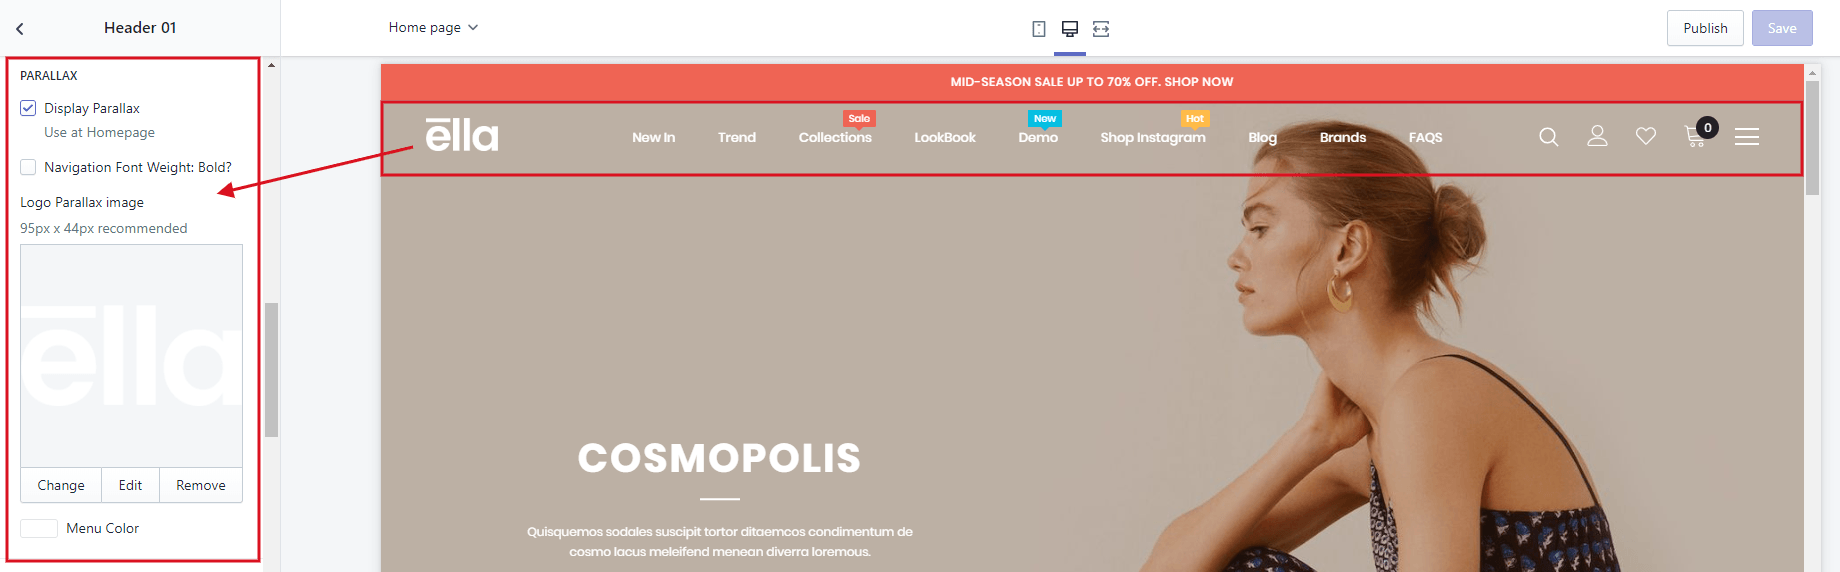 Header 01
Home page
Publish
Save
PARALLAX
Display Parallax
Use at Homepage
Navigation Font Weight: Bold?
Logo Parallax image
95px x 44px recommended
ella
Change
Edit
Remove
Menu Color
MID-SEASON SALE UP TO 70% OFF. SHOP NOW
Sale
New
Hot
ēlla
New In
Trend
Collections
LookBook
Demo
Shop Instagram
Blog
Brands
FAQS
0
COSMOPOLIS
Quisquemos sodales suscipit tortor ditaemcos condimentum de
cosmo lacus meleifend menean diverra loremous.